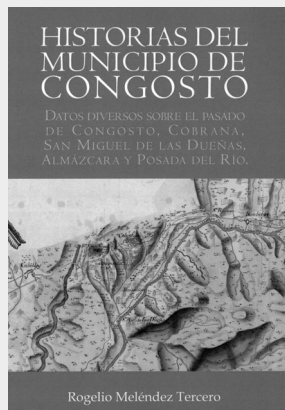 HISTORIAS DEL
MUNICIPIO DE
CONGOSTO
DATOS DIVERSOS SOBRE EL PASADO
DE CONGOSTO, COBRANA,
SAN MIGUEL DE LAS DUEÑAS,
ALMÁZCARA Y POSADA DEL RÍO.
Rogelio Meléndez Tercero